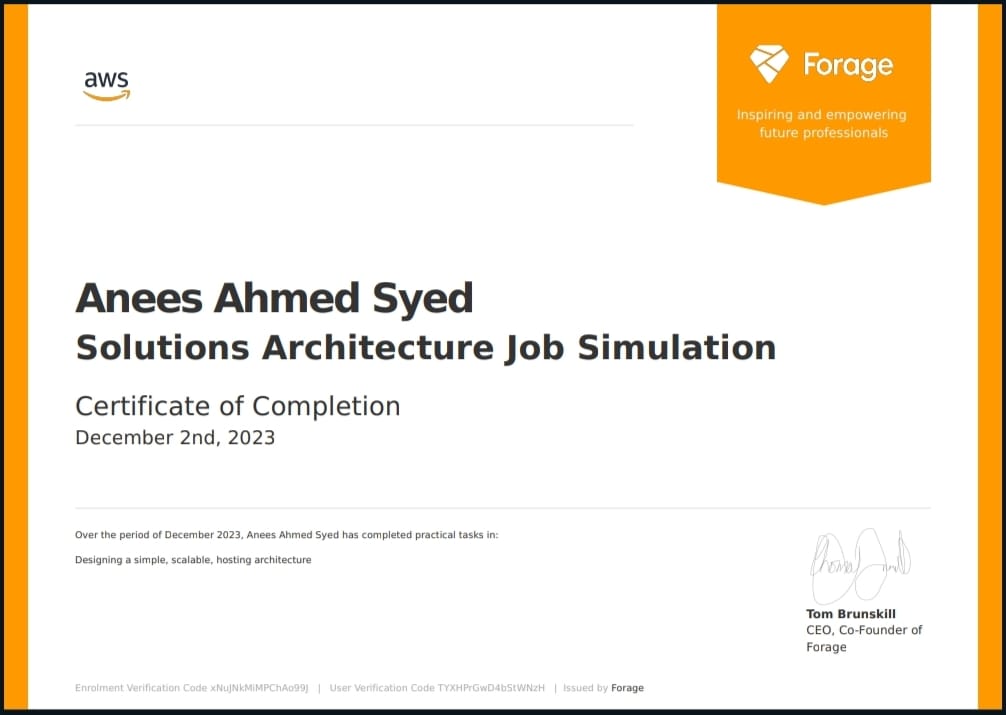 aws
Forage
Inspiring and empowering
future professionals
Anees Ahmed Syed
Solutions Architecture Job Simulation
Certificate of Completion
December 2nd, 2023
Over the period of December 2023, Anees Ahmed Syed has completed practical tasks in:
Designing a simple, scalable, hosting architecture
Tom Brunskill
CEO, Co-Founder of
Forage
Enrolment Verification Code xNuJNkMiMPChAo99J | User Verification Code TYXHPrGwD4bStWNzH | Issued by Forage